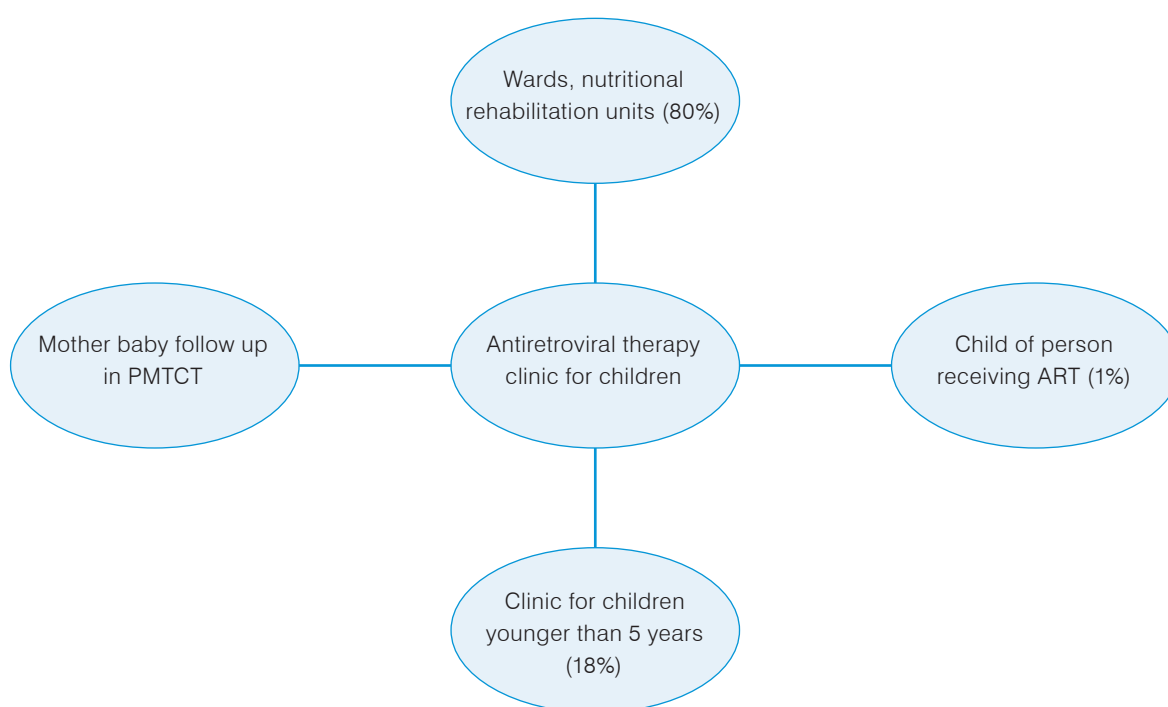 Wards, nutritional
rehabilitation units (80%)
Mother baby follow up
in PMTCT
Antiretroviral therapy
clinic for children
Child of person
receiving ART (1%)
Clinic for children
younger than 5 years
(18%)